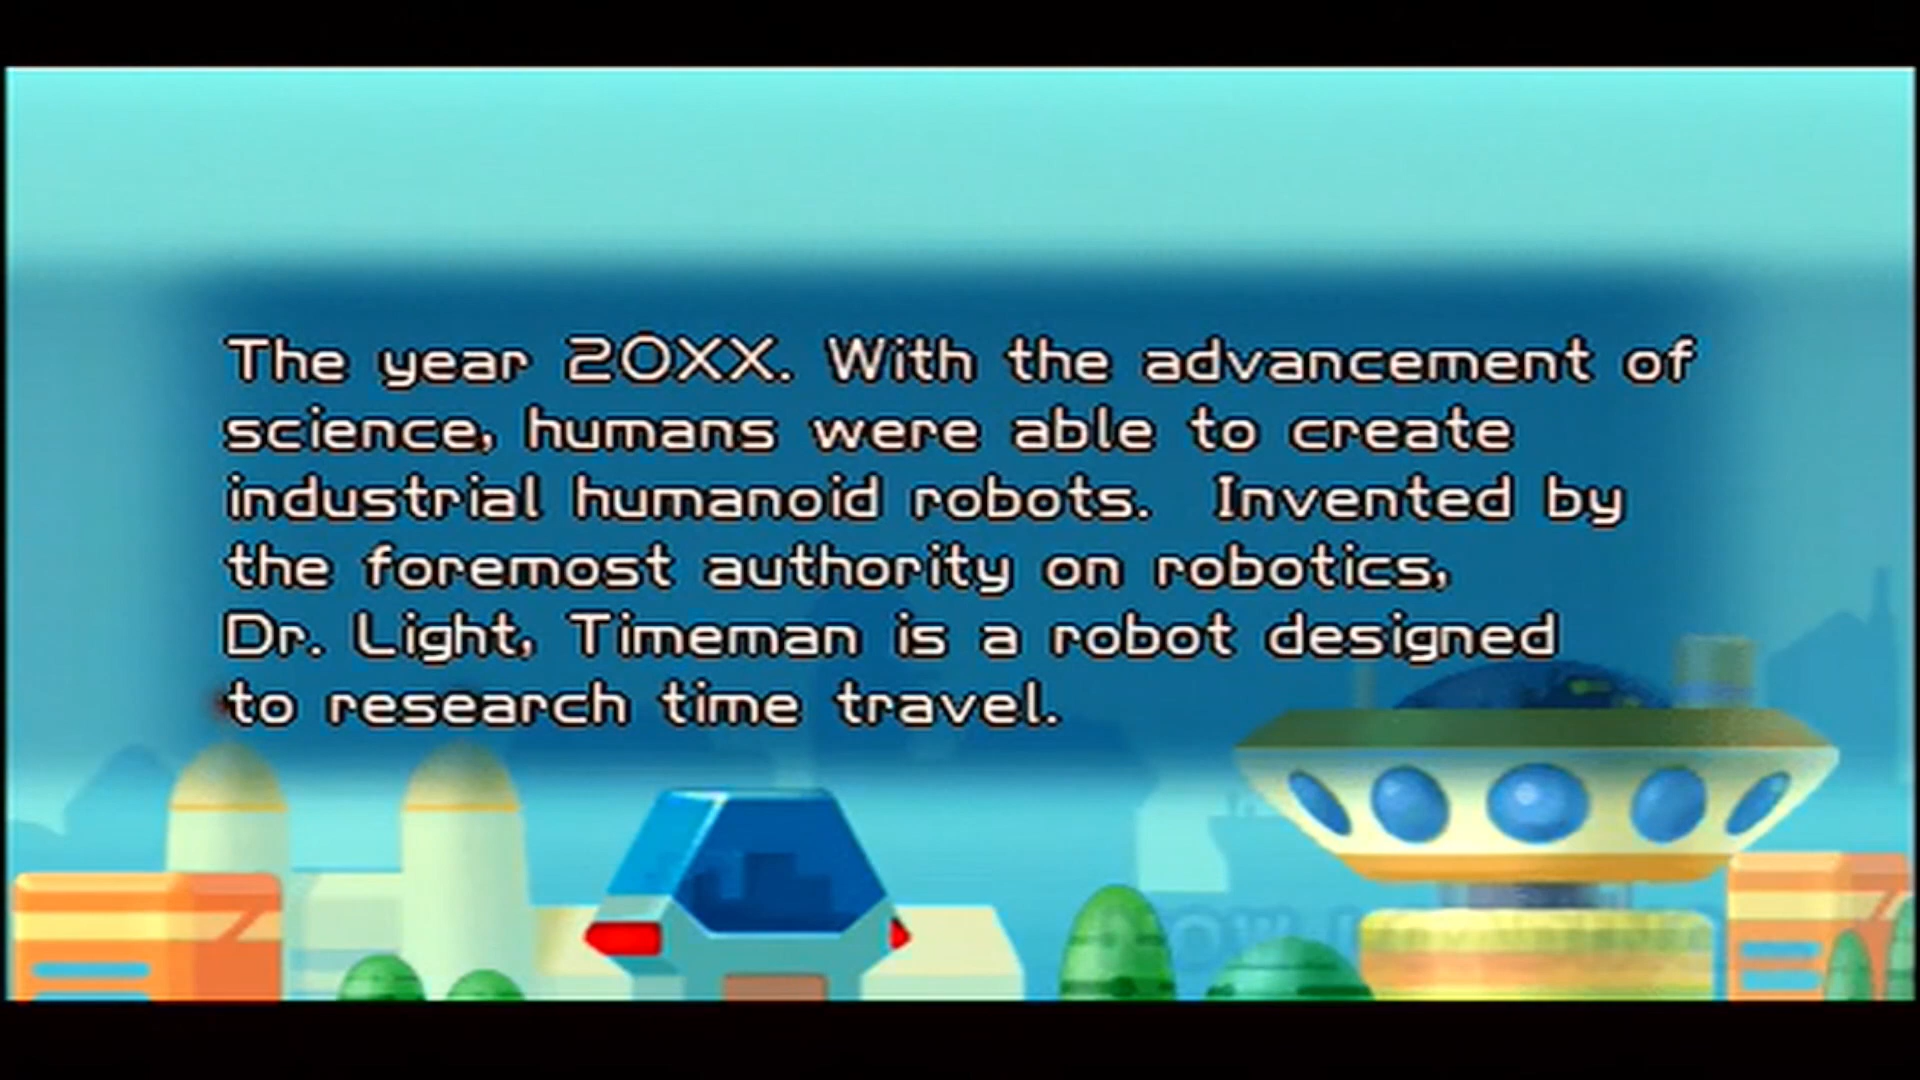 The year 20XX. With the advancement of
science, humans were able to create
industrial humanoid robots.  Invented by
the foremost authority on robotics,
Dr. Light, Timeman is a robot designed
to research time travel.